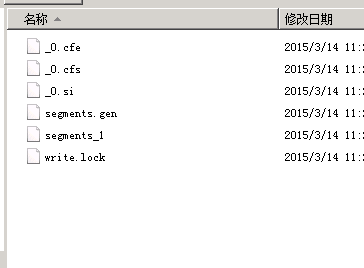 名称 修改日期
_0.cfe 2015/3/14 11:
_0.cfs 2015/3/14 11:
_0.si 2015/3/14 11:
segments.gen 2015/3/14 11:
segments_1 2015/3/14 11:
write.lock 2015/3/14 11: